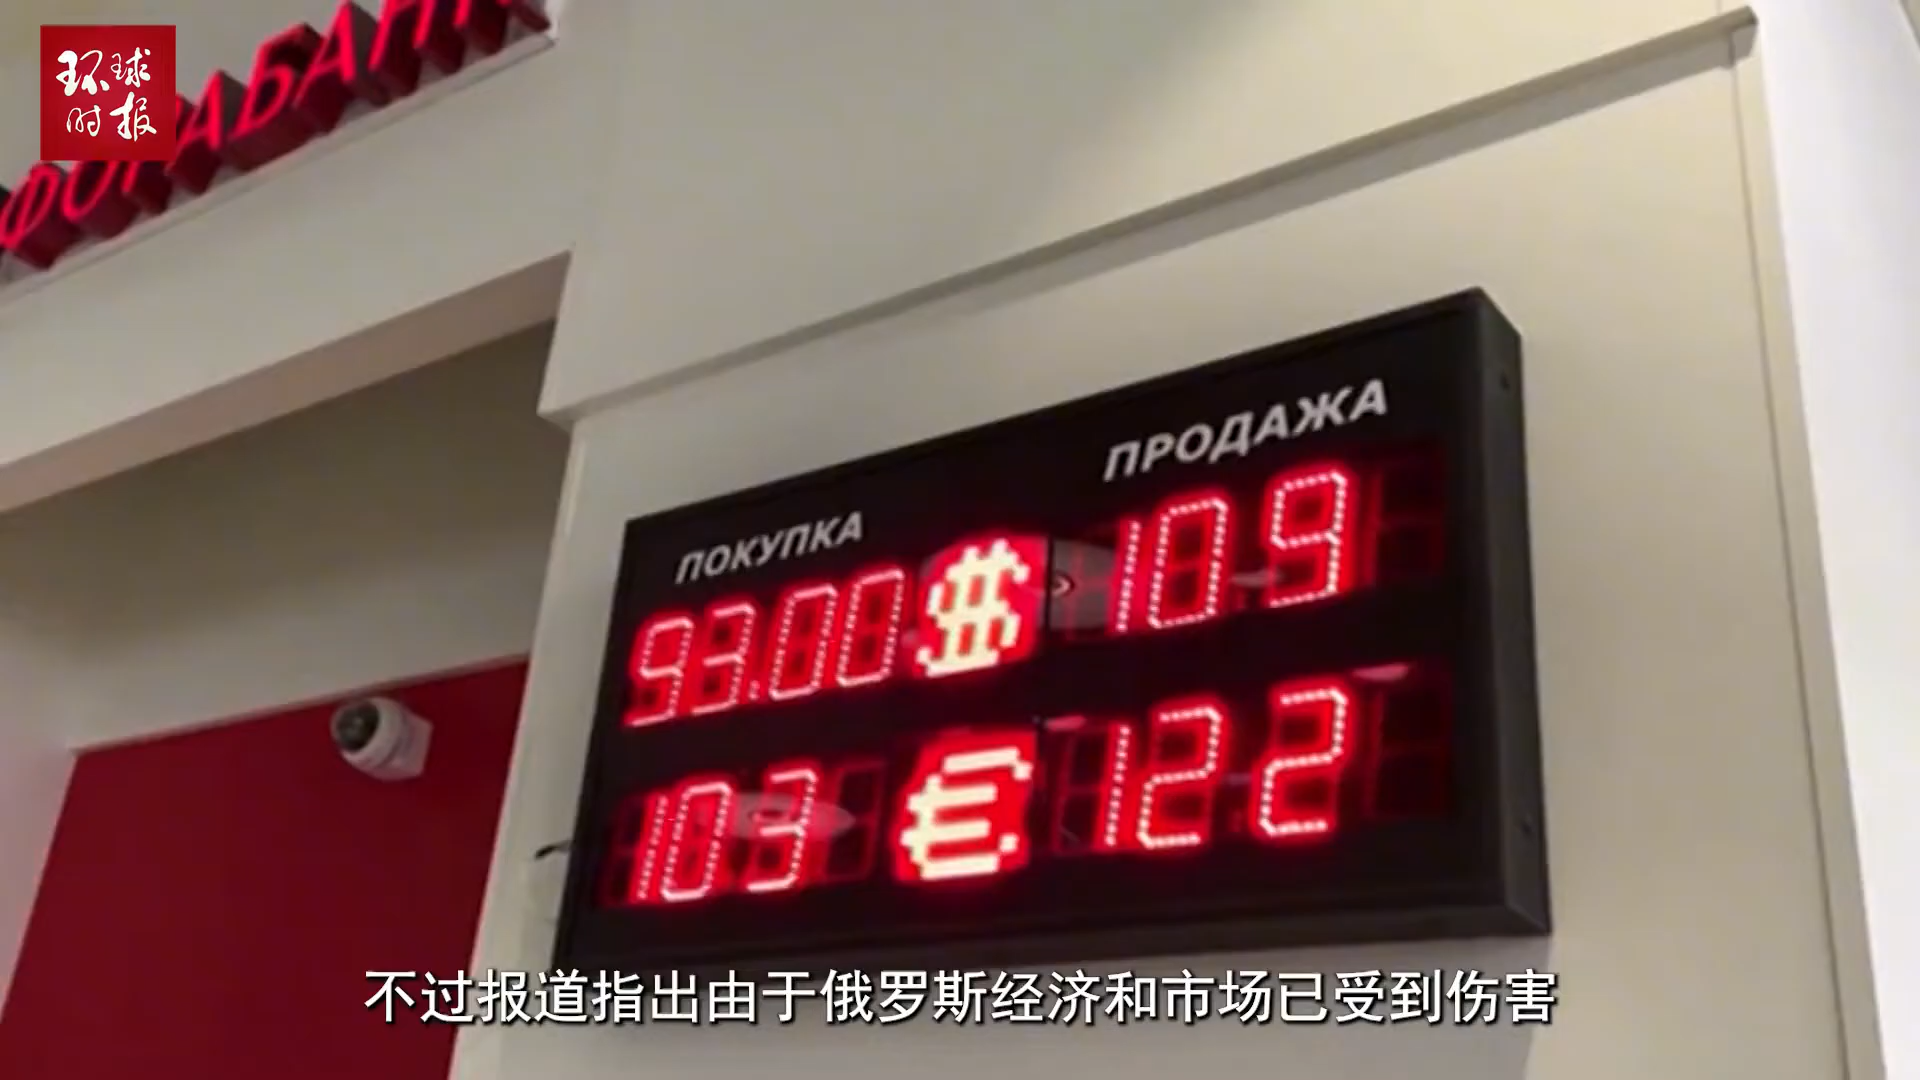 环球
时报
ФОРАБАНК
ПОКУПКА ПРОДАЖА
93.00 $ 109
103 € 122
不过报道指出由于俄罗斯经济和市场已受到伤害